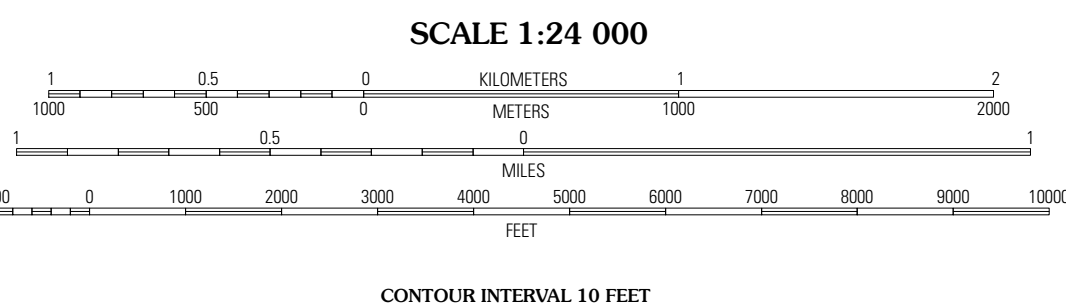 SCALE 1:24 000
1 0.5 0 KILOMETERS 1 2
1000 500 0 METERS 1000 2000
1 0.5 0 1
MILES
0 1000 2000 3000 4000 5000 6000 7000 8000 9000 10000
FEET
CONTOUR INTERVAL 10 FEET